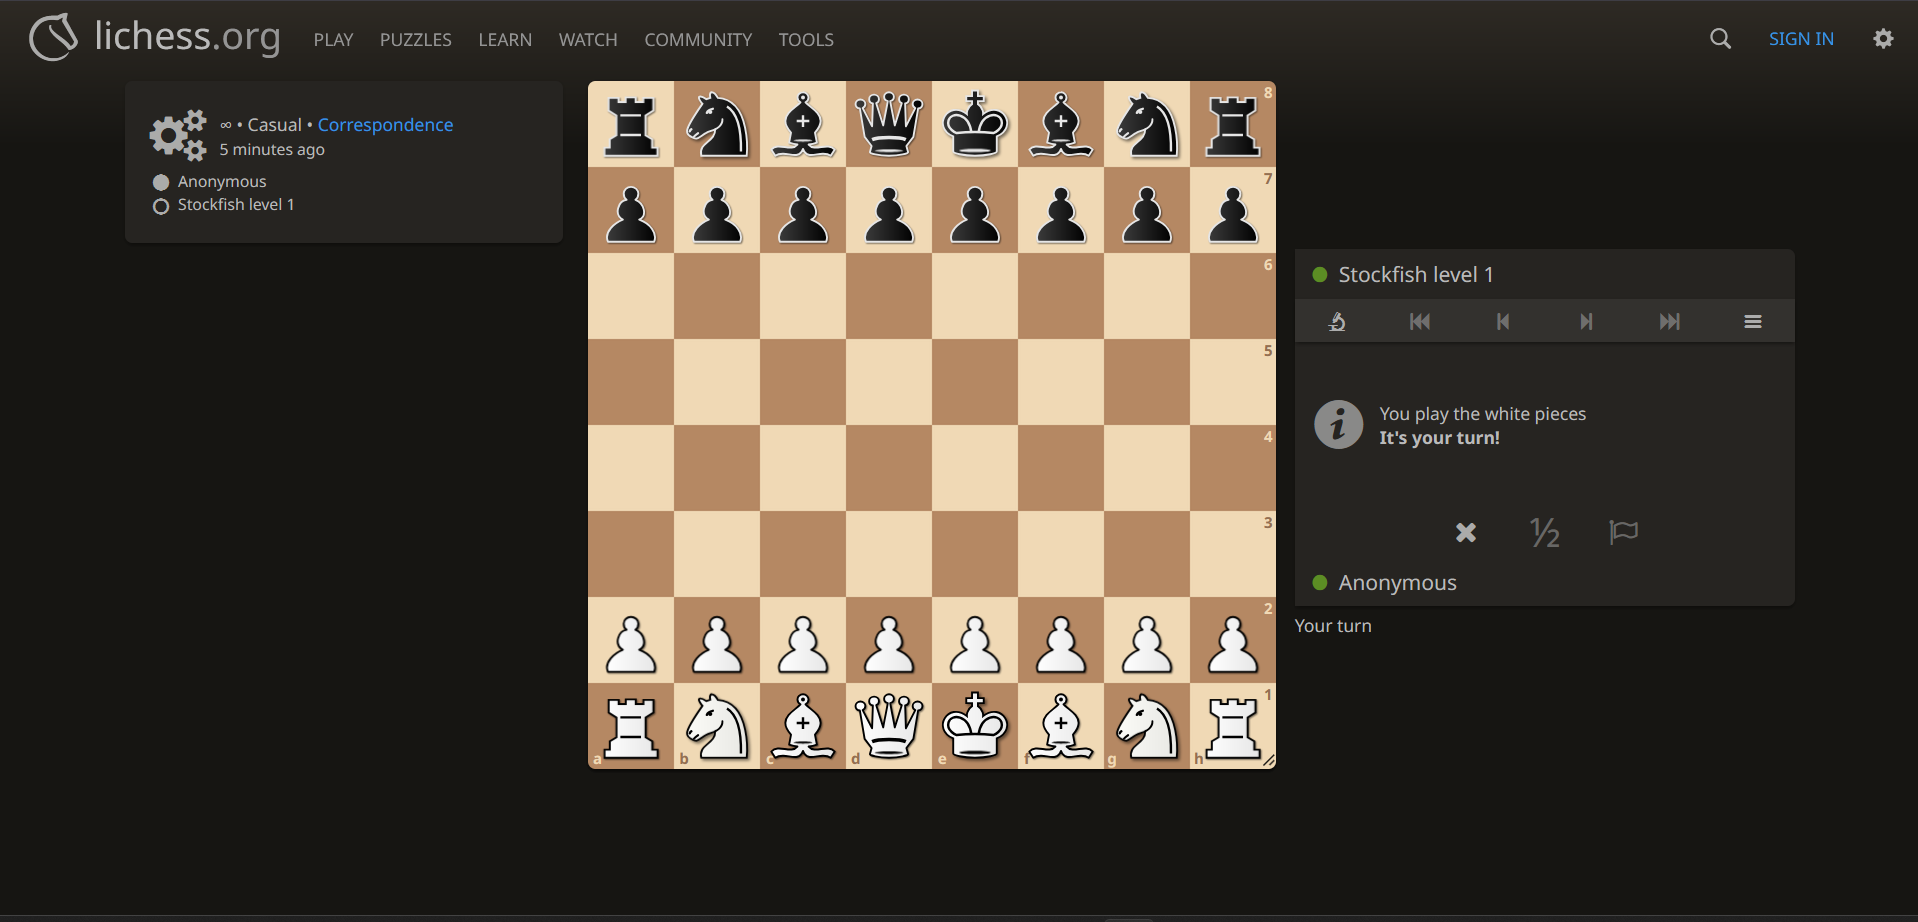 lichess.org PLAY PUZZLES LEARN WATCH COMMUNITY TOOLS SIGN IN
∞ • Casual • Correspondence
5 minutes ago
Anonymous
Stockfish level 1
8
7
6
5
4
3
2
1
a b c d e f g h
Stockfish level 1
You play the white pieces
It's your turn!
½
Anonymous
Your turn